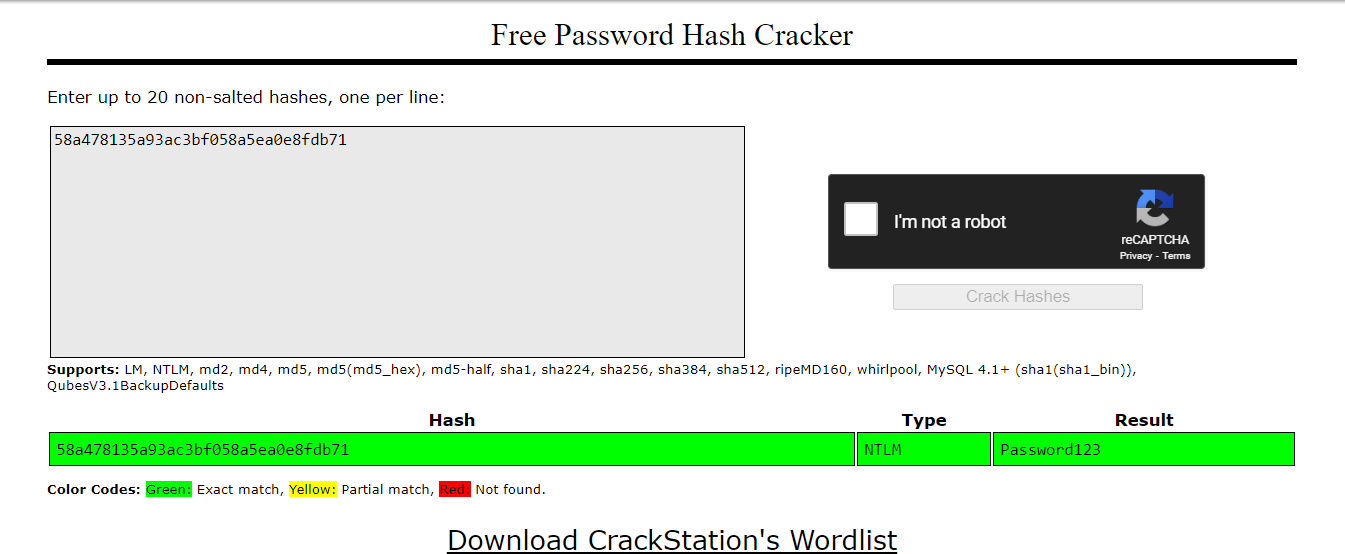 Free Password Hash Cracker
Enter up to 20 non-salted hashes, one per line:
58a478135a93ac3bf058a5ea0e8fdb71
I'm not a robot
reCAPTCHA
Privacy - Terms
Crack Hashes
Supports: LM, NTLM, md2, md4, md5, md5(md5_hex), md5-half, sha1, sha224, sha256, sha384, sha512, ripeMD160, whirlpool, MySQL 4.1+ (sha1(sha1_bin)),
QubesV3.1BackupDefaults
Hash Type Result
58a478135a93ac3bf058a5ea0e8fdb71 NTLM Password123
Color Codes: Green: Exact match, Yellow: Partial match, Red: Not found.
Download CrackStation's Wordlist